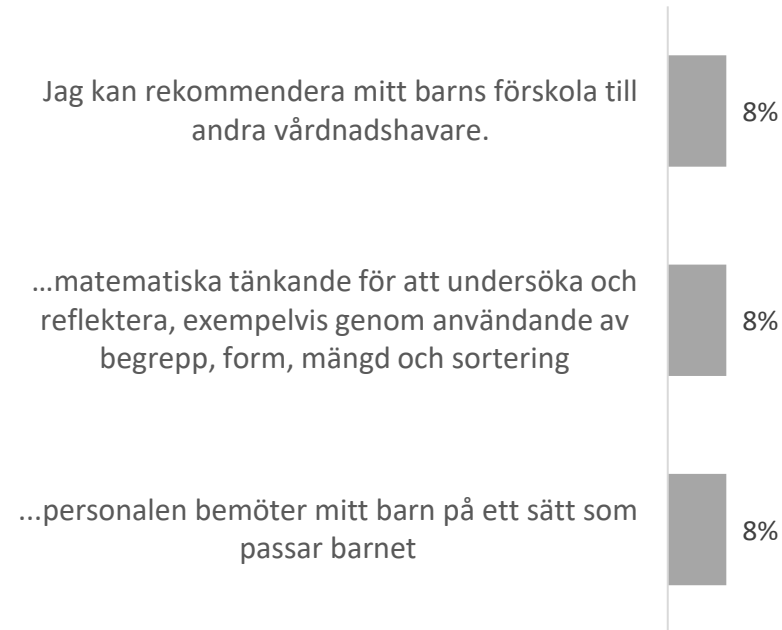 Jag kan rekommendera mitt barns förskola till
andra vårdnadshavare.
8%
…matematiska tänkande för att undersöka och
reflektera, exempelvis genom användande av
begrepp, form, mängd och sortering
8%
...personalen bemöter mitt barn på ett sätt som
passar barnet
8%